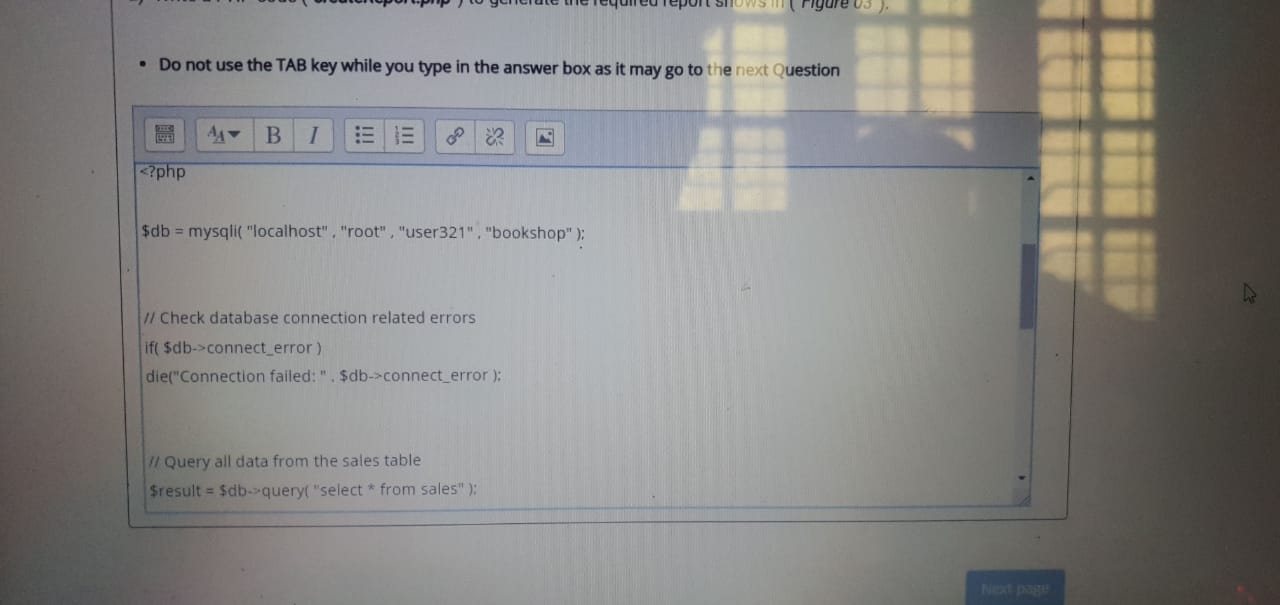 createReport.php ) to generate the required report shows in ( Figure 03 ).
• Do not use the TAB key while you type in the answer box as it may go to the next Question
B I
<?php
$db = mysqli( "localhost" , "root" , "user321" , "bookshop" );
// Check database connection related errors
if( $db->connect_error )
die("Connection failed: " . $db->connect_error );
// Query all data from the sales table
$result = $db->query( "select * from sales" );
Next page